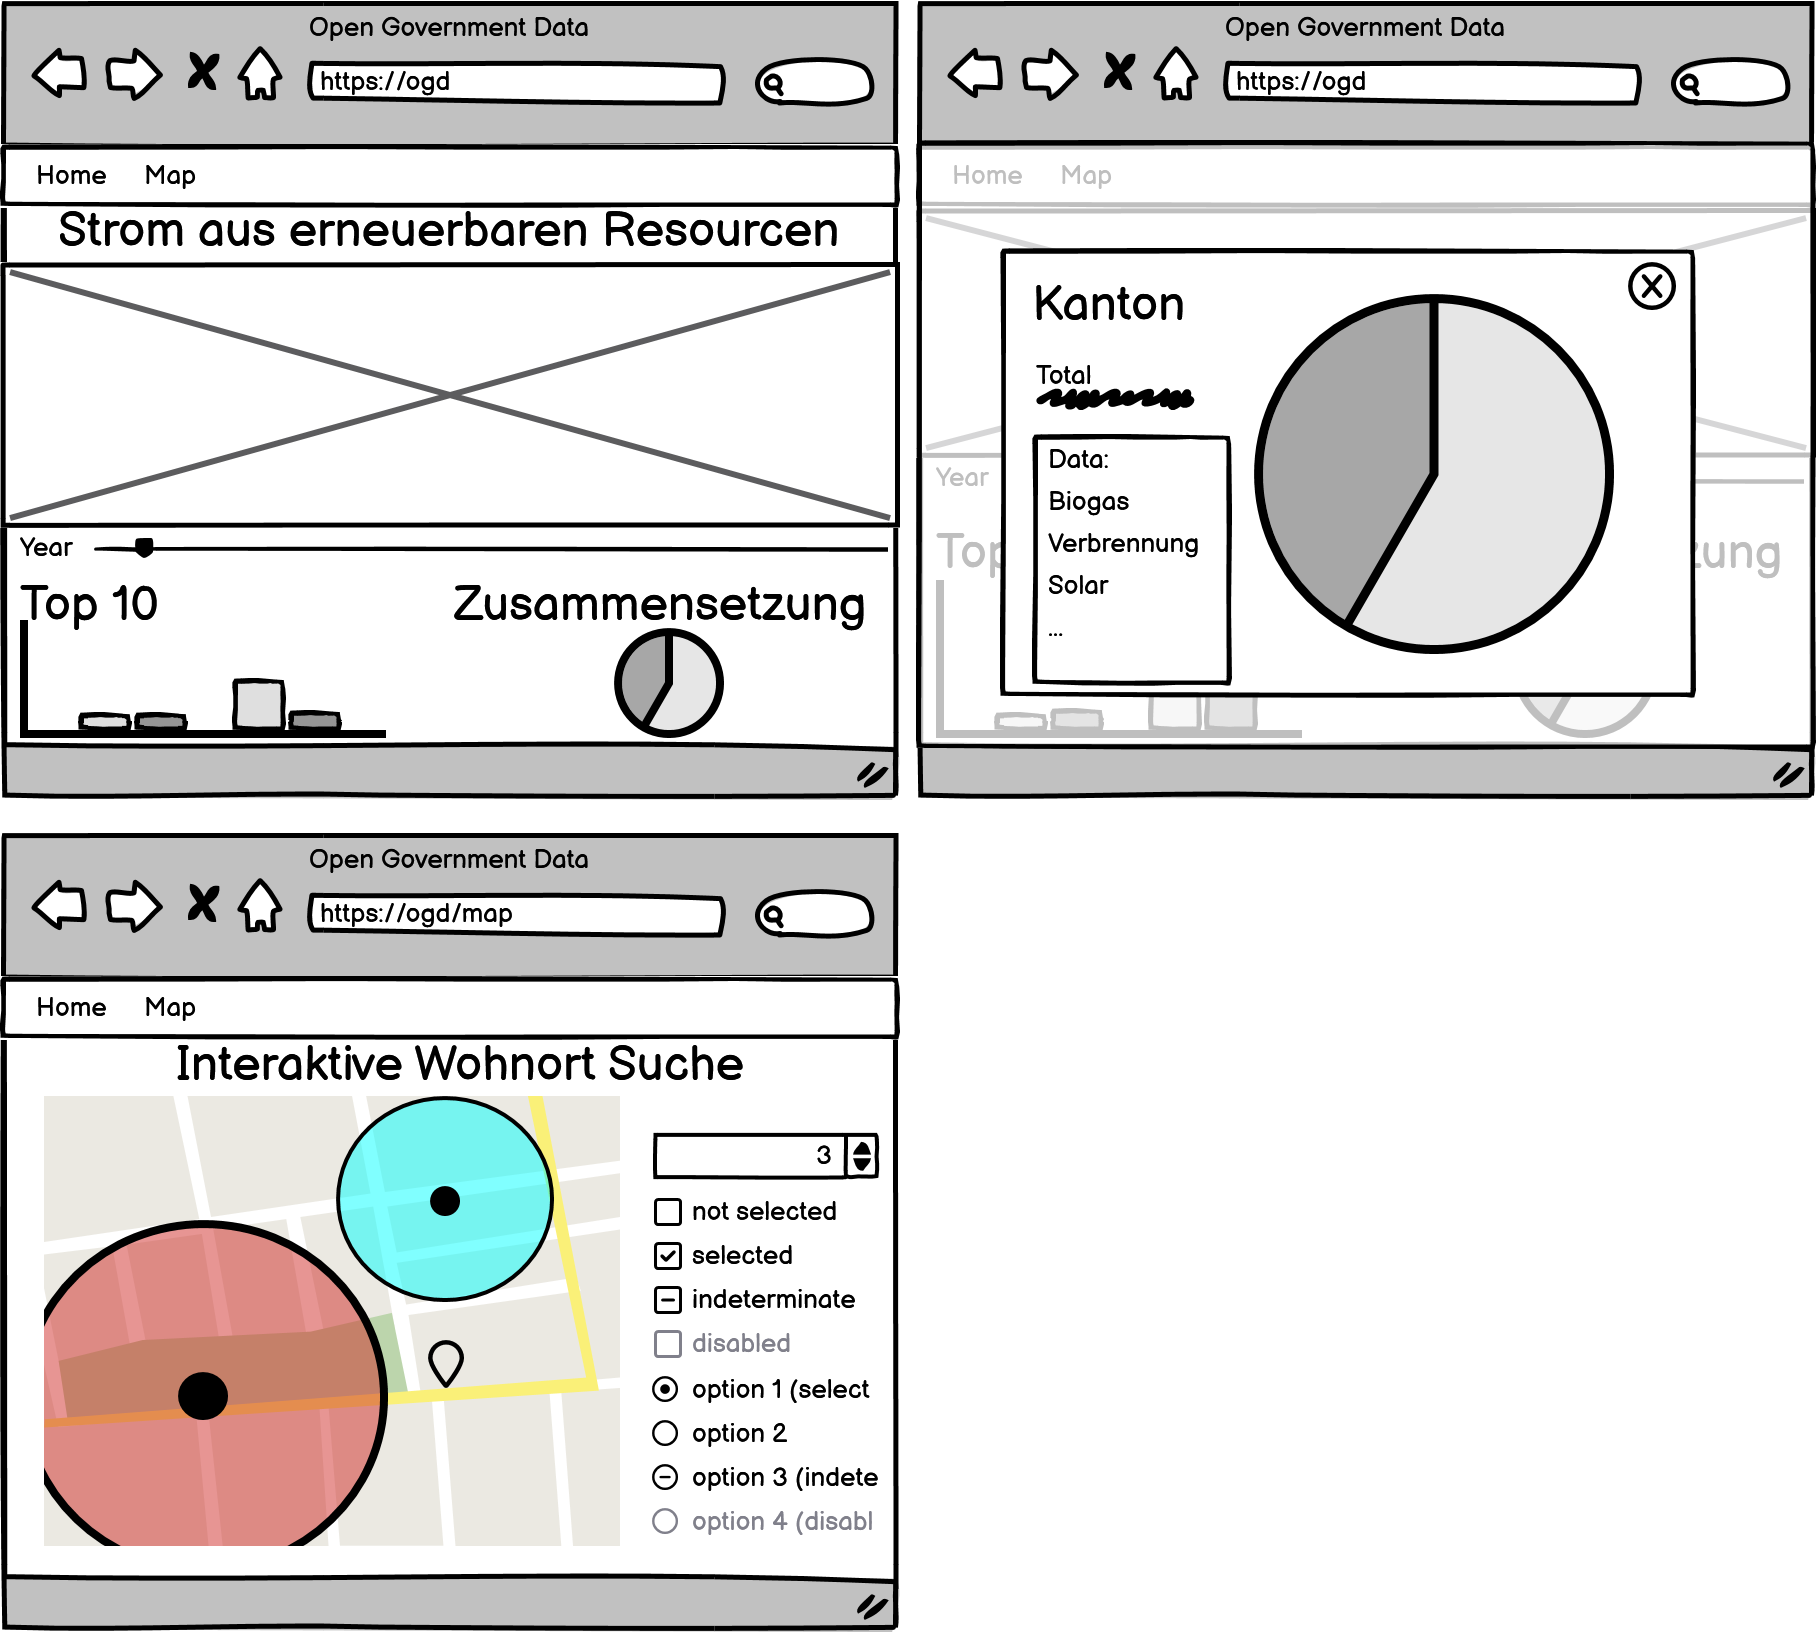 Open Government Data
https://ogd
Home Map
Strom aus erneuerbaren Resourcen
Year
Top 10
Zusammensetzung
Open Government Data
https://ogd
Home Map
Kanton
Total
Data:
Biogas
Verbrennung
Solar
...
Year
Top
zung
Open Government Data
https://ogd/map
Home Map
Interaktive Wohnort Suche
3
not selected
selected
indeterminate
disabled
option 1 (select
option 2
option 3 (indete
option 4 (disabl